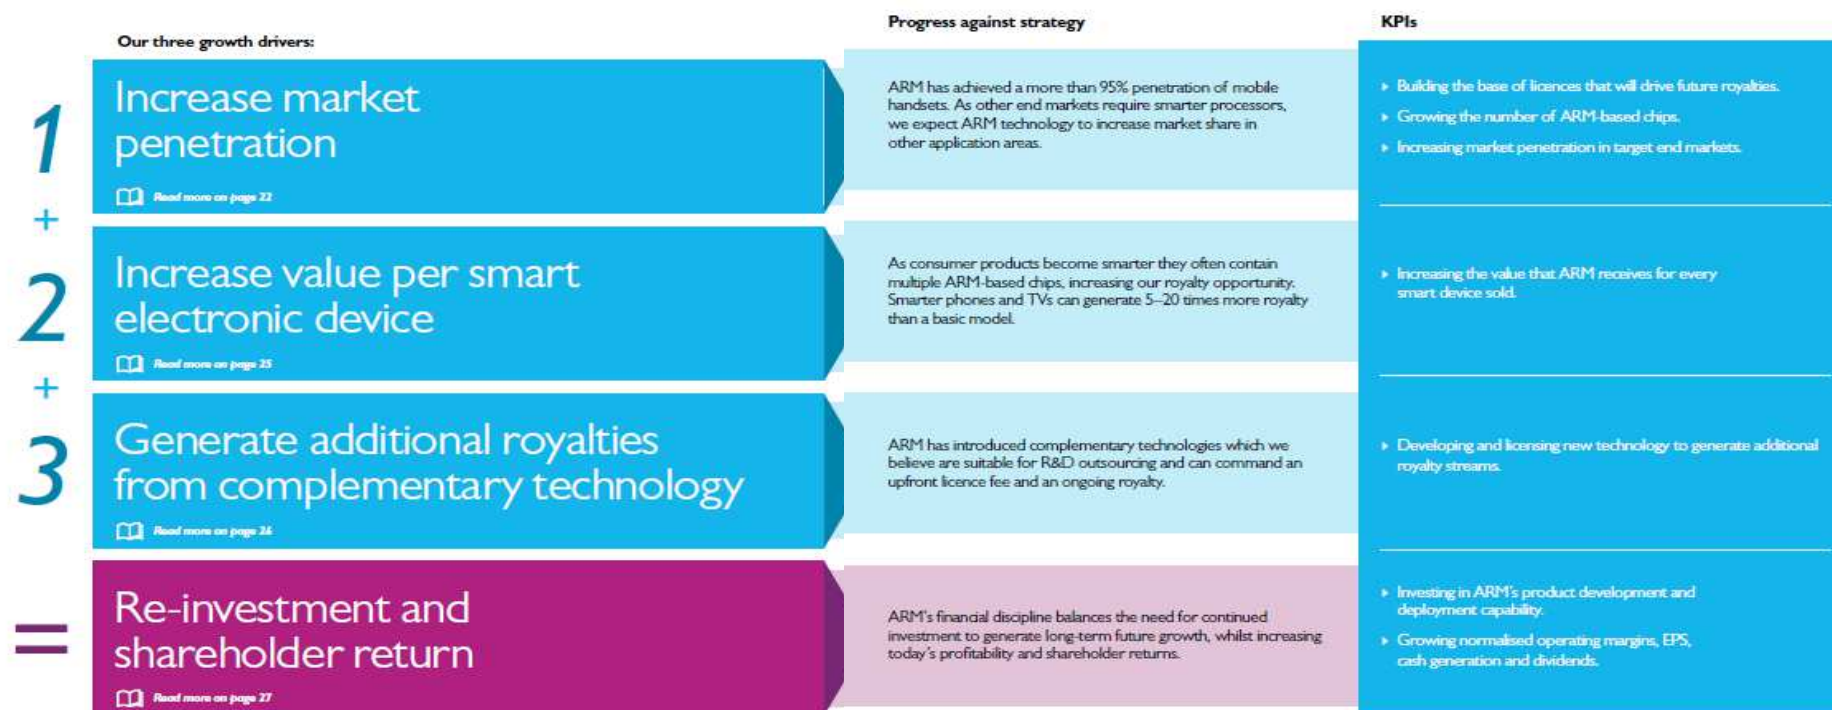 Our three growth drivers:
Progress against strategy
KPIs
1
Increase market
penetration
Read more on page 22
ARM has achieved a more than 95% penetration of mobile
handsets. As other end markets require smarter processors,
we expect ARM technology to increase market share in
other application areas.
▸ Building the base of licences that will drive future royalties.
▸ Growing the number of ARM-based chips.
▸ Increasing market penetration in target end markets.
+
2
Increase value per smart
electronic device
Read more on page 25
As consumer products become smarter they often contain
multiple ARM-based chips, increasing our royalty opportunity.
Smarter phones and TVs can generate 5–20 times more royalty
than a basic model.
▸ Increasing the value that ARM receives for every
smart device sold.
+
3
Generate additional royalties
from complementary technology
Read more on page 26
ARM has introduced complementary technologies which we
believe are suitable for R&D outsourcing and can command an
upfront licence fee and an ongoing royalty.
▸ Developing and licensing new technology to generate additional
royalty streams.
=
Re-investment and
shareholder return
Read more on page 27
ARM's financial discipline balances the need for continued
investment to generate long-term future growth, whilst increasing
today's profitability and shareholder returns.
▸ Investing in ARM's product development and
deployment capability.
▸ Growing normalised operating margins, EPS,
cash generation and dividends.